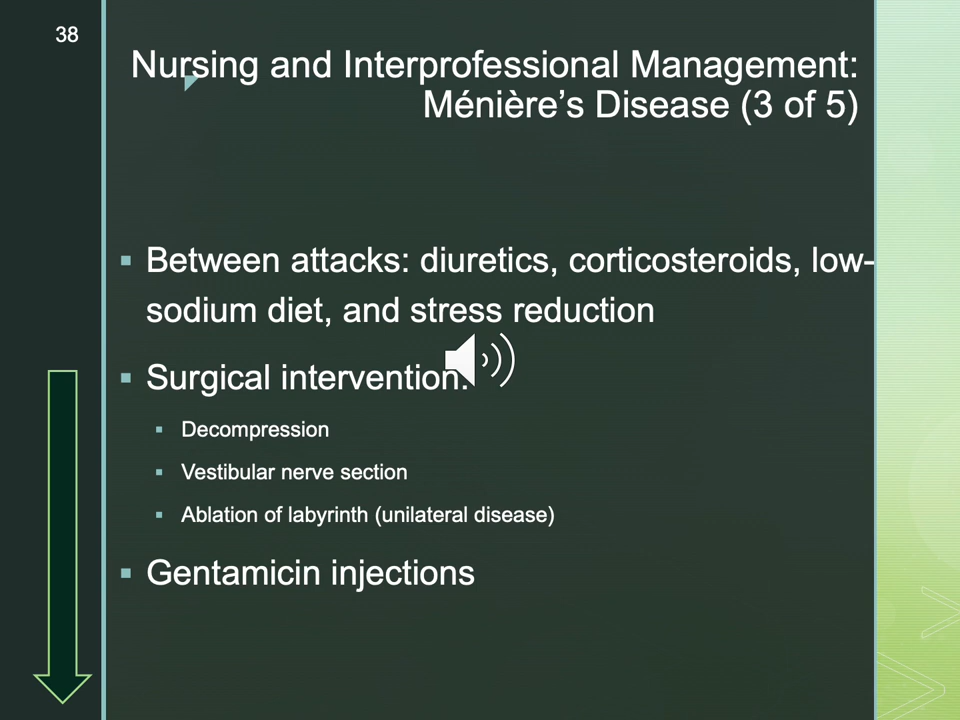 38
Nursing and Interprofessional Management:
Ménière’s Disease (3 of 5)
▪ Between attacks: diuretics, corticosteroids, low-
sodium diet, and stress reduction
▪ Surgical intervention:
▪ Decompression
▪ Vestibular nerve section
▪ Ablation of labyrinth (unilateral disease)
▪ Gentamicin injections